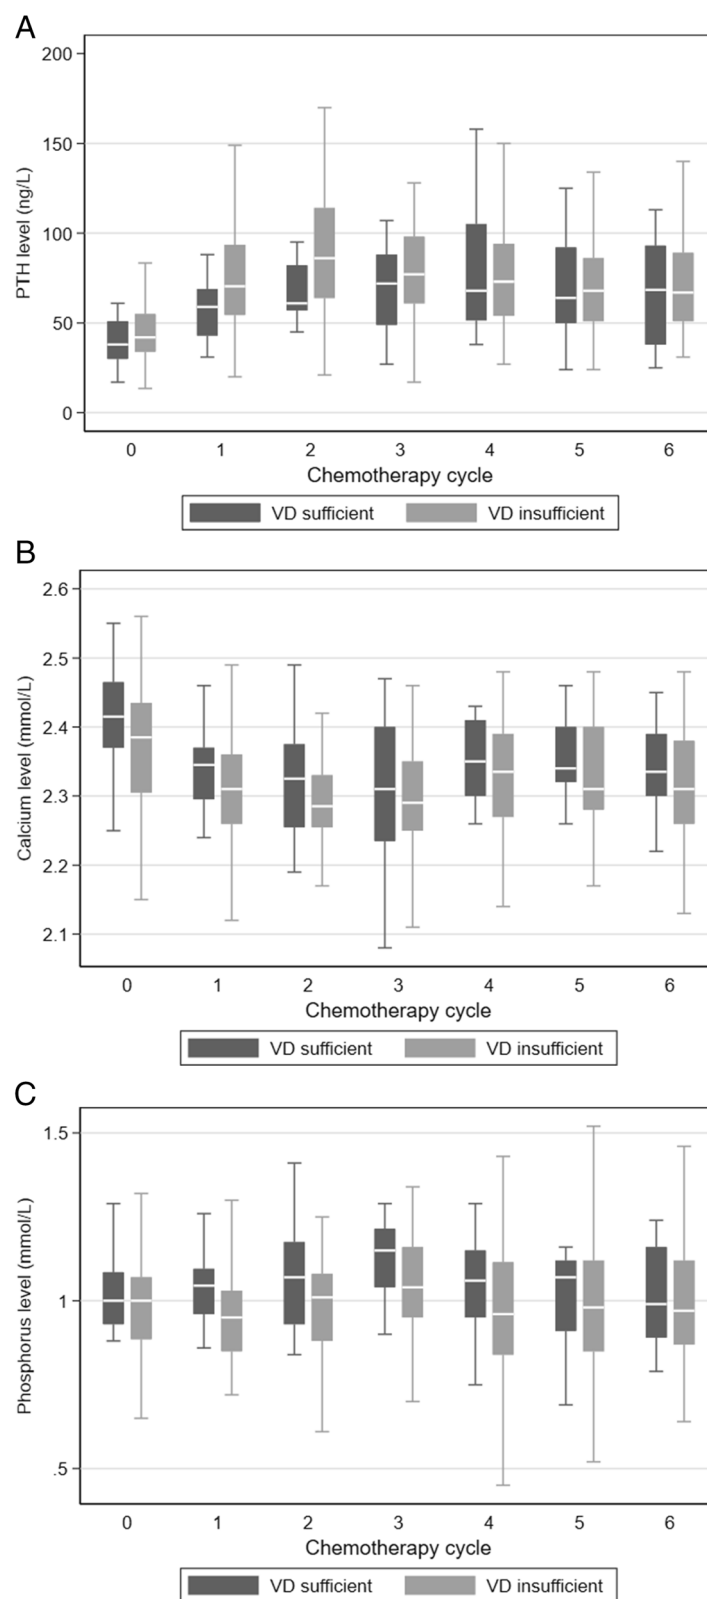 A
PTH level (ng/L)
200
150
100
50
0
0 1 2 3 4 5 6
Chemotherapy cycle
VD sufficient VD insufficient
B
Calcium level (mmol/L)
2.6
2.5
2.4
2.3
2.2
2.1
0 1 2 3 4 5 6
Chemotherapy cycle
VD sufficient VD insufficient
C
Phosphorus level (mmol/L)
1.5
1
.5
0 1 2 3 4 5 6
Chemotherapy cycle
VD sufficient VD insufficient